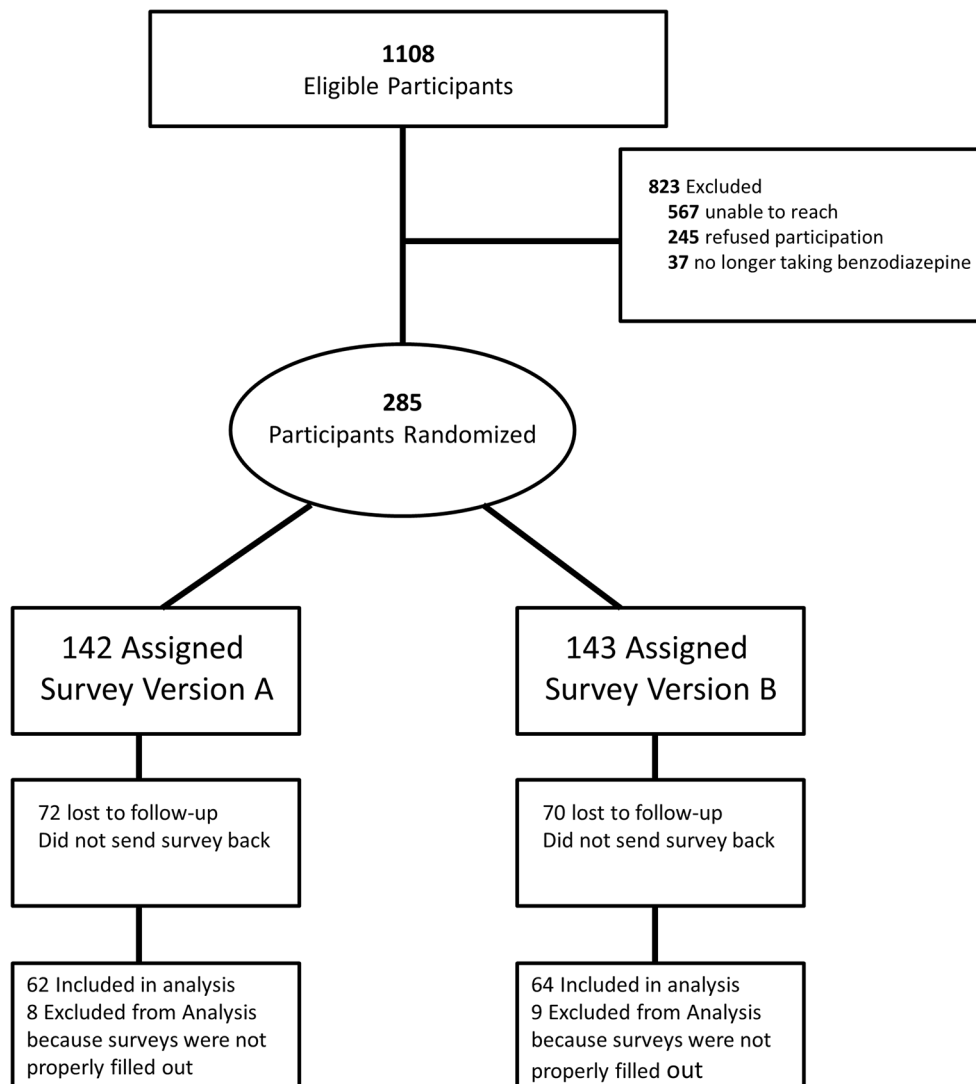 1108
Eligible Participants
823 Excluded
567 unable to reach
245 refused participation
37 no longer taking benzodiazepine
285
Participants Randomized
142 Assigned
Survey Version A
143 Assigned
Survey Version B
72 lost to follow-up
Did not send survey back
70 lost to follow-up
Did not send survey back
62 Included in analysis
8 Excluded from Analysis
because surveys were not
properly filled out
64 Included in analysis
9 Excluded from Analysis
because surveys were not
properly filled out